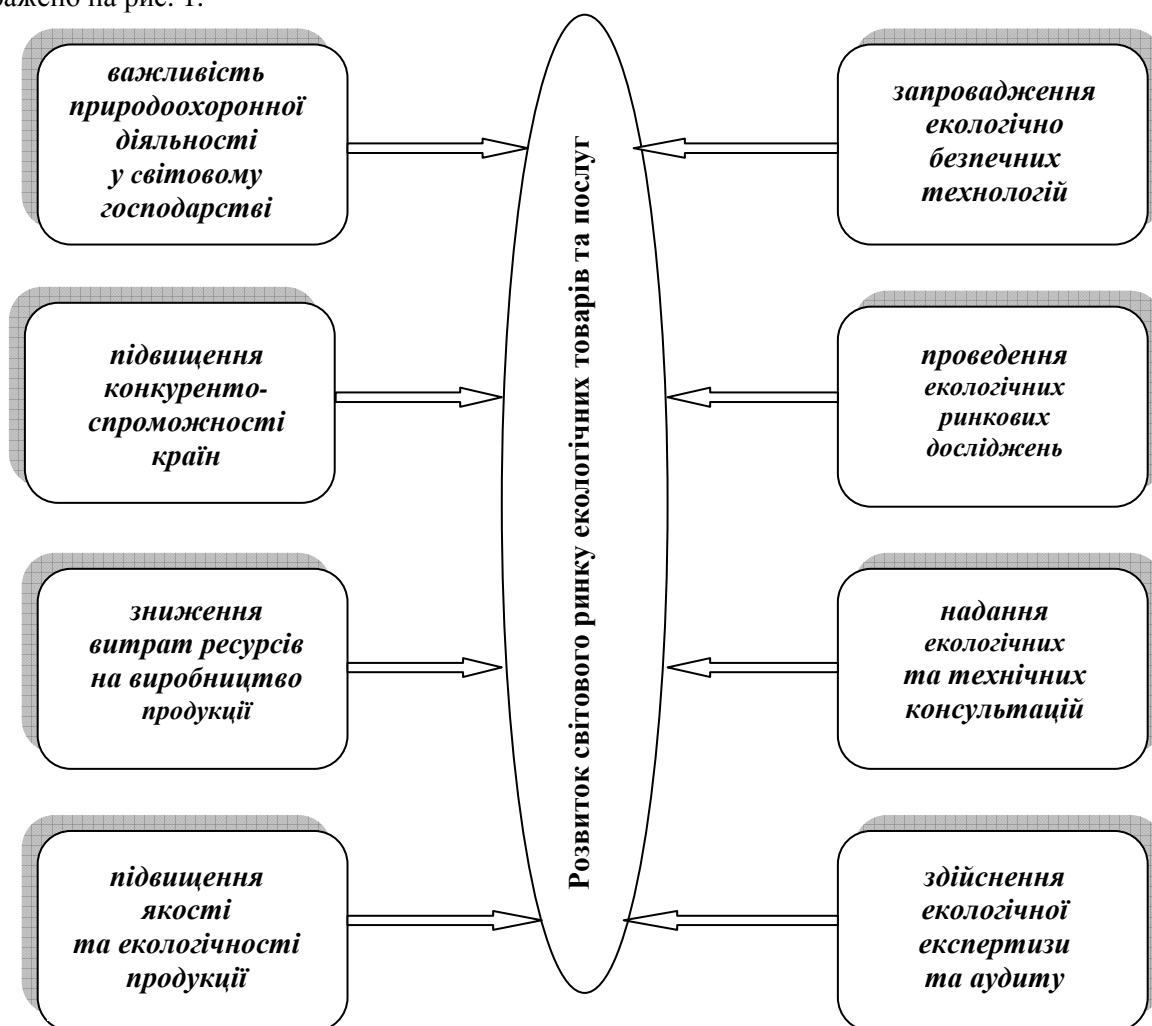 на рис. 1.
важливість
природоохоронної
діяльності
у світовому
господарстві
підвищення
конкуренто-
спроможності
країн
зниження
витрат ресурсів
на виробництво
продукції
підвищення
якості
та екологічності
продукції
Розвиток світового ринку екологічних товарів та послуг
запровадження
екологічно
безпечних
технологій
проведення
екологічних
ринкових
досліджень
надання
екологічних
та технічних
консультацій
здійснення
екологічної
експертизи
та аудиту